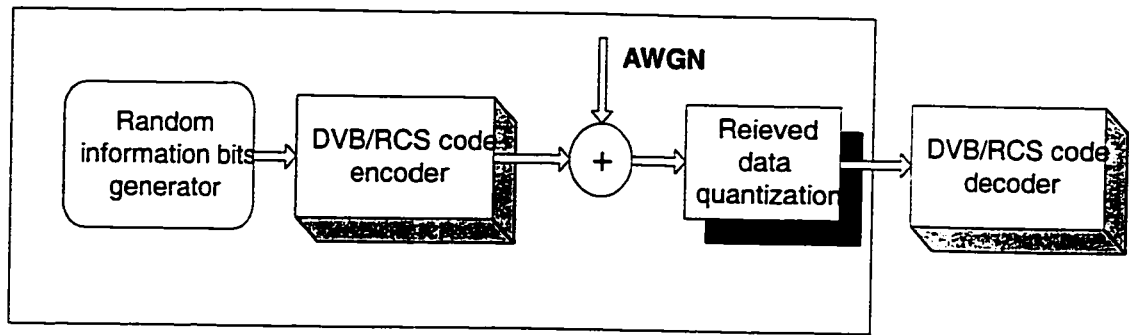 AWGN
Random
information bits
generator
DVB/RCS code
encoder
+
Reieved
data
quantization
DVB/RCS code
decoder